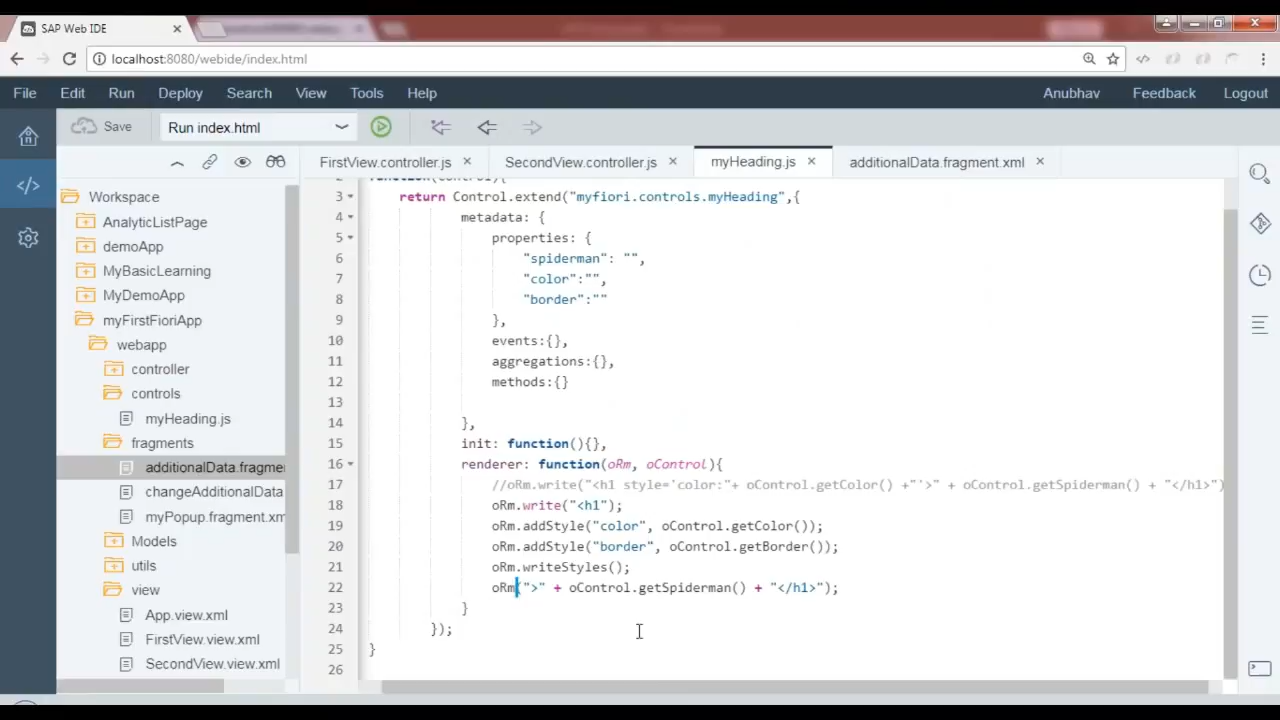 SAP Web IDE
localhost:8080/webide/index.html
File Edit Run Deploy Search View Tools Help Anubhav Feedback Logout
Save Run index.html
FirstView.controller.js SecondView.controller.js myHeading.js additionalData.fragment.xml
Workspace
AnalyticListPage
demoApp
MyBasicLearning
MyDemoApp
myFirstFioriApp
webapp
controller
controls
myHeading.js
fragments
additionalData.fragme
changeAdditionalData
myPopup.fragment.xm
Models
utils
view
App.view.xml
FirstView.view.xml
SecondView.view.xml
2 function(Control){
3 return Control.extend("myfiori.controls.myHeading",{
4 metadata: {
5 properties: {
6 "spiderman": "",
7 "color":"",
8 "border":""
9 },
10 events:{},
11 aggregations:{},
12 methods:{}
13
14 },
15 init: function(){},
16 renderer: function(oRm, oControl){
17 //oRm.write("<h1 style='color:"+ oControl.getColor() +"'>" + oControl.getSpiderman() + "</h1>")
18 oRm.write("<h1");
19 oRm.addStyle("color", oControl.getColor());
20 oRm.addStyle("border", oControl.getBorder());
21 oRm.writeStyles();
22 oRm(">" + oControl.getSpiderman() + "</h1>");
23 }
24 });
25 }
26